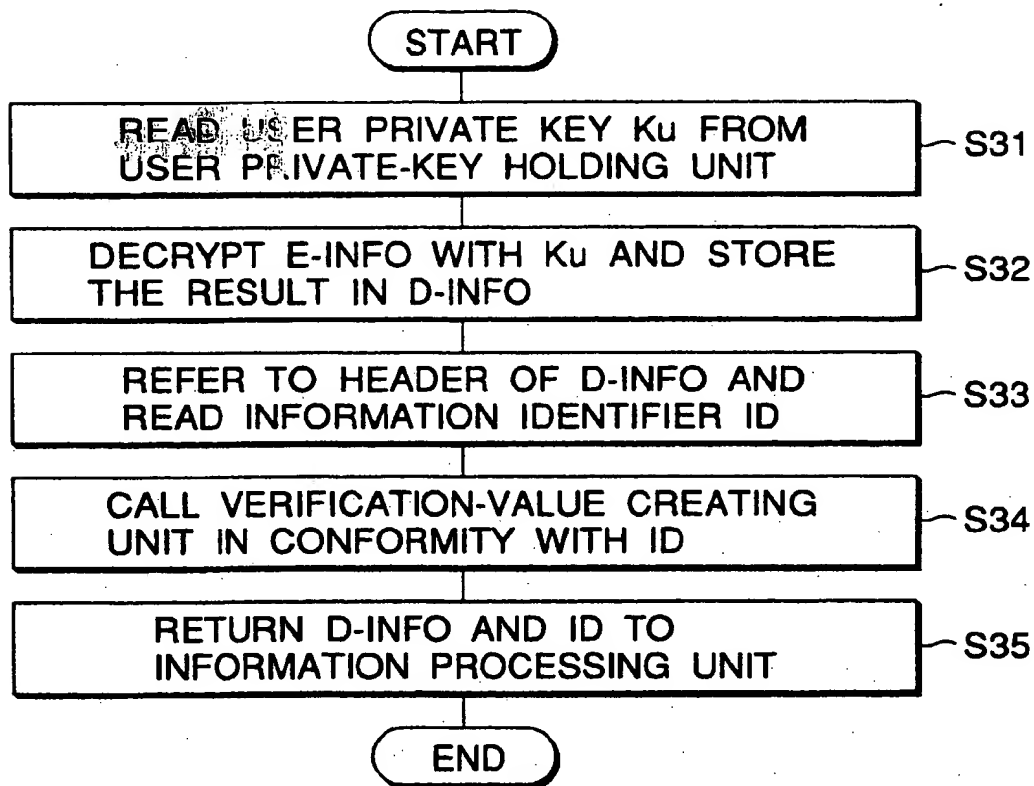 START
READ USER PRIVATE KEY Ku FROM
USER PRIVATE-KEY HOLDING UNIT
S31
DECRYPT E-INFO WITH Ku AND STORE
THE RESULT IN D-INFO
S32
REFER TO HEADER OF D-INFO AND
READ INFORMATION IDENTIFIER ID
S33
CALL VERIFICATION-VALUE CREATING
UNIT IN CONFORMITY WITH ID
S34
RETURN D-INFO AND ID TO
INFORMATION PROCESSING UNIT
S35
END